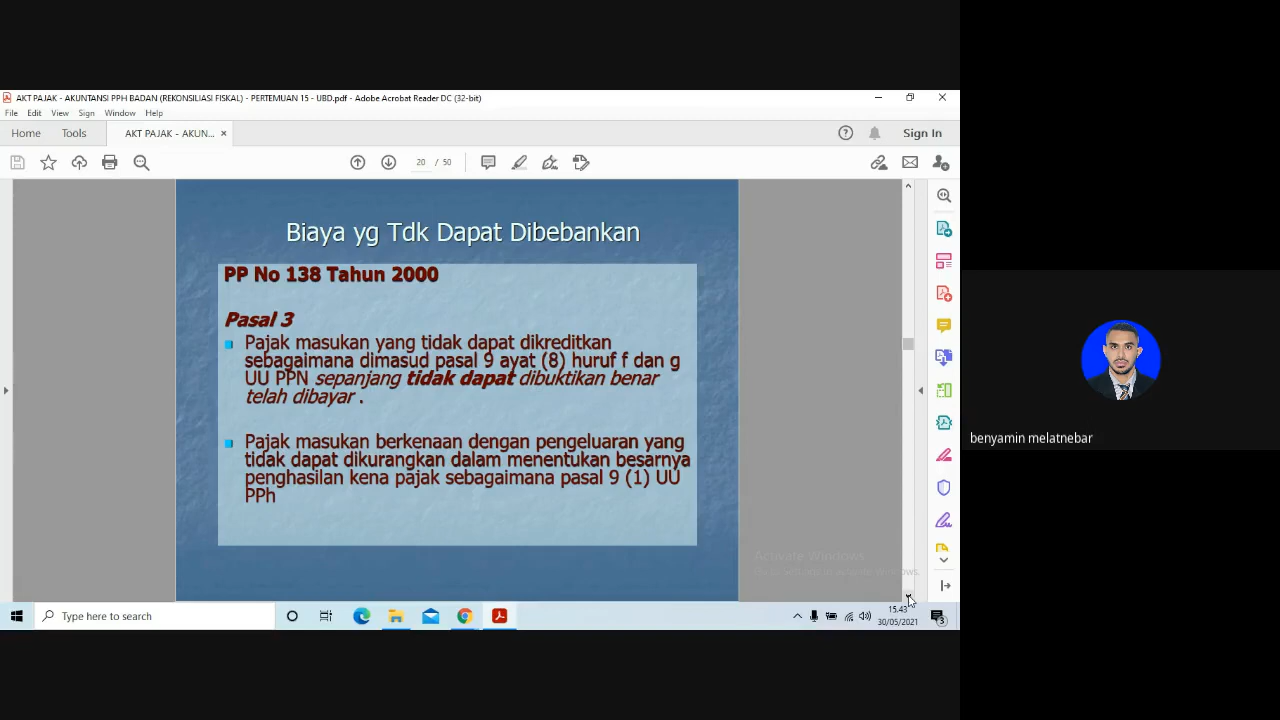 AKT PAJAK - AKUNTANSI PPH BADAN (REKONSILIASI FISKAL) - PERTEMUAN 15 - UBD.pdf - Adobe Acrobat Reader DC (32-bit)
File Edit View Sign Window Help
Home Tools AKT PAJAK - AKUN... × Sign In
20 / 50
Biaya yg Tdk Dapat Dibebankan
PP No 138 Tahun 2000
Pasal 3
Pajak masukan yang tidak dapat dikreditkan
sebagaimana dimasud pasal 9 ayat (8) huruf f dan g
UU PPN sepanjang tidak dapat dibuktikan benar
telah dibayar .
Pajak masukan berkenaan dengan pengeluaran yang
tidak dapat dikurangkan dalam menentukan besarnya
penghasilan kena pajak sebagaimana pasal 9 (1) UU
PPh
benyamin melatnebar
Activate Windows
Type here to search
15.43
30/05/2021
3